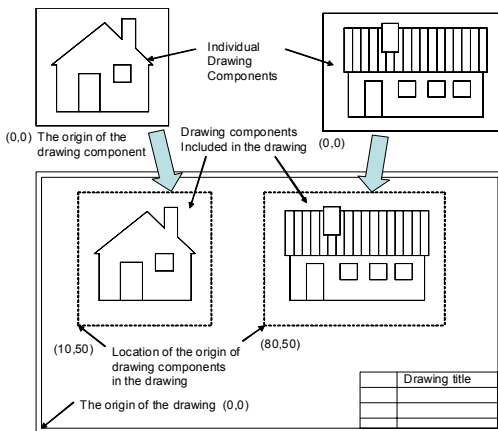 Individual
Drawing
Components
(0,0) The origin of the
drawing component
Drawing components
Included in the drawing
(0,0)
(10,50)
Location of the origin of
drawing components
in the drawing
(80,50)
Drawing title
The origin of the drawing (0,0)